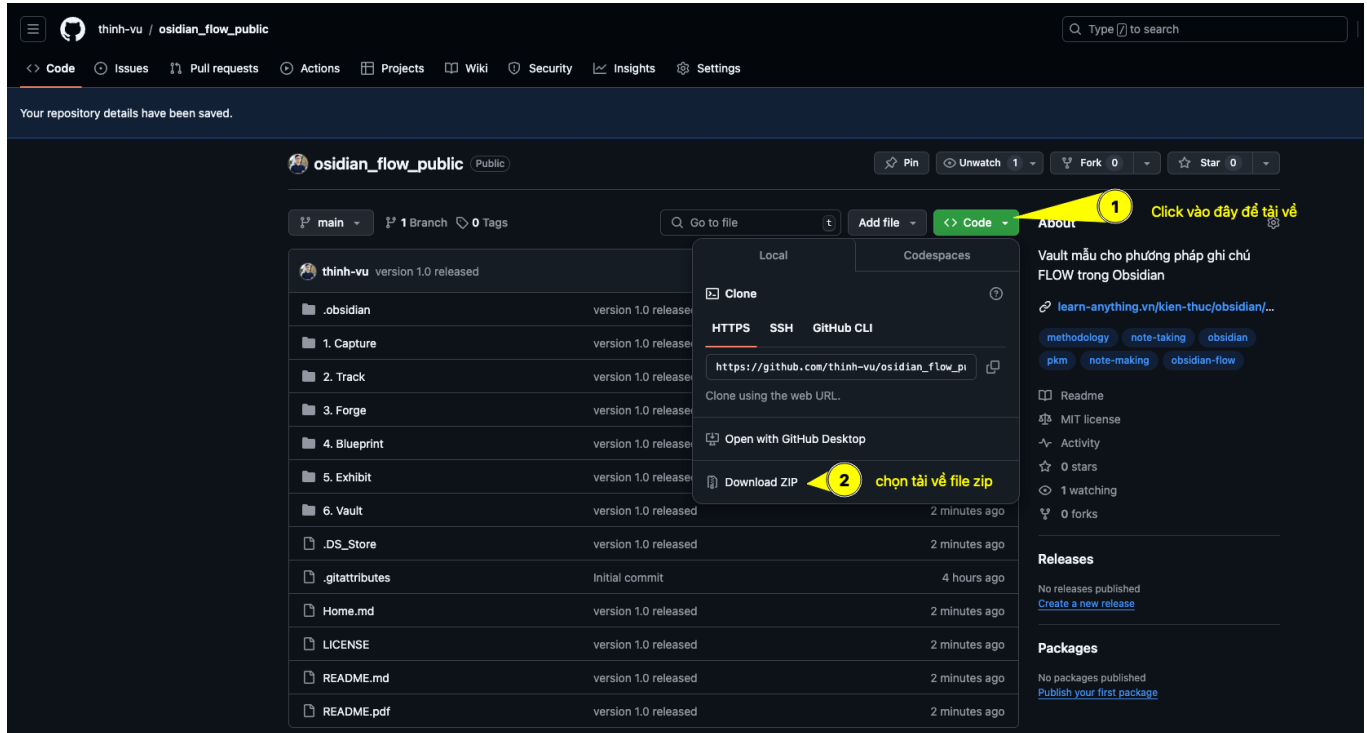 thinh-vu / osidian_flow_public
Type / to search
Code Issues Pull requests Actions Projects Wiki Security Insights Settings
Your repository details have been saved.
osidian_flow_public Public
Pin Unwatch 1 Fork 0 Star 0
main 1 Branch 0 Tags Go to file t Add file Code
1 Click vào đây để tải về
thinh-vu version 1.0 released
.obsidian version 1.0 released
1. Capture version 1.0 released
2. Track version 1.0 released
3. Forge version 1.0 released
4. Blueprint version 1.0 released
5. Exhibit version 1.0 released
6. Vault version 1.0 released 2 minutes ago
.DS_Store version 1.0 released 2 minutes ago
.gitattributes Initial commit 4 hours ago
Home.md version 1.0 released 2 minutes ago
LICENSE version 1.0 released 2 minutes ago
README.md version 1.0 released 2 minutes ago
README.pdf version 1.0 released 2 minutes ago
Local Codespaces
Clone
HTTPS SSH GitHub CLI
https://github.com/thinh-vu/osidian_flow_pu
Clone using the web URL.
Open with GitHub Desktop
Download ZIP 2 chọn tải về file zip
About
Vault mẫu cho phương pháp ghi chú
FLOW trong Obsidian
learn-anything.vn/kien-thuc/obsidian/...
methodology note-taking obsidian
pkm note-making obsidian-flow
Readme
MIT license
Activity
0 stars
1 watching
0 forks
Releases
No releases published
Create a new release
Packages
No packages published
Publish your first package